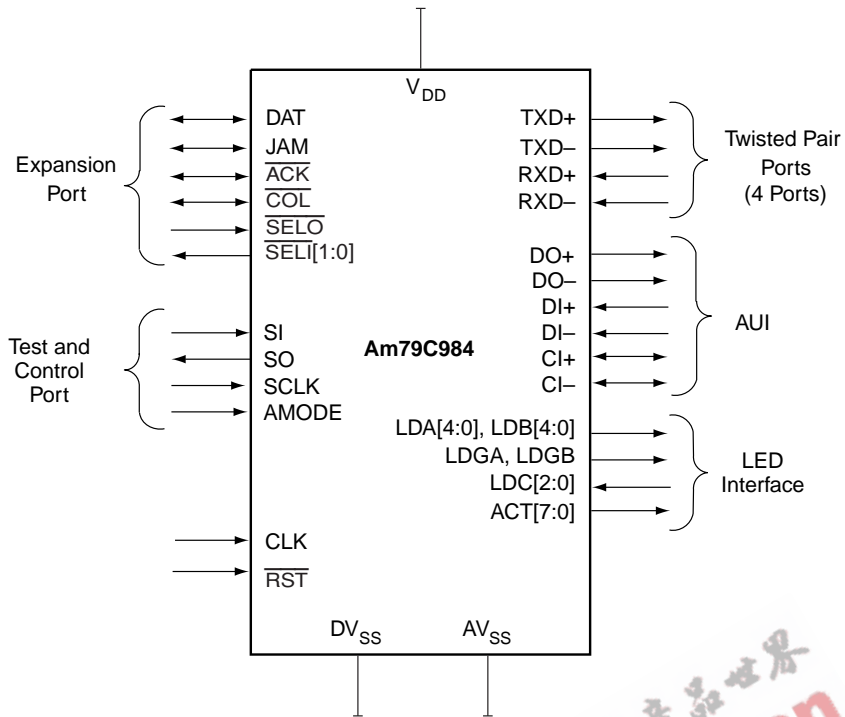 V_DD
DAT
JAM
ACK
COL
SELO
SELI[1:0]
Expansion
Port
SI
SO
SCLK
AMODE
Test and
Control
Port
CLK
RST
Am79C984
TXD+
TXD–
RXD+
RXD–
Twisted Pair
Ports
(4 Ports)
DO+
DO–
DI+
DI–
CI+
CI–
AUI
LDA[4:0], LDB[4:0]
LDGA, LDGB
LDC[2:0]
ACT[7:0]
LED
Interface
DV_SS
AV_SS